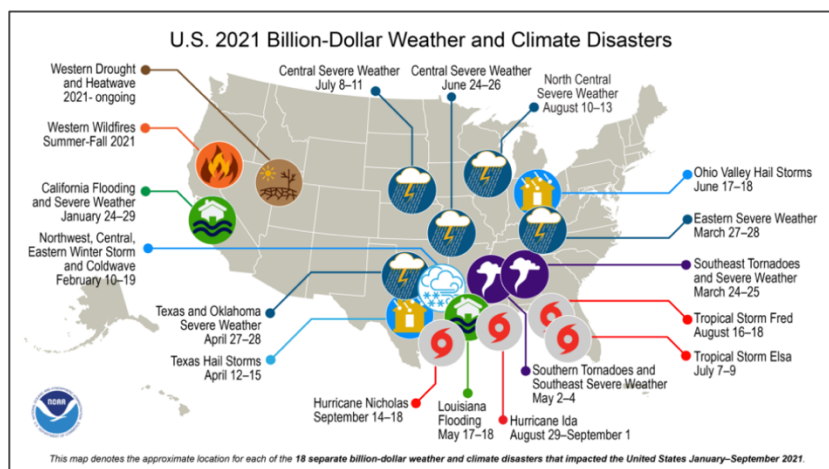 U.S. 2021 Billion-Dollar Weather and Climate Disasters
Western Drought
and Heatwave
2021- ongoing
Central Severe Weather
July 8–11
Central Severe Weather
June 24–26
North Central
Severe Weather
August 10–13
Western Wildfires
Summer-Fall 2021
California Flooding
and Severe Weather
January 24–29
Northwest, Central,
Eastern Winter Storm
and Coldwave
February 10–19
Texas and Oklahoma
Severe Weather
April 27–28
Texas Hail Storms
April 12–15
Hurricane Nicholas
September 14–18
Louisiana
Flooding
May 17–18
Hurricane Ida
August 29–September 1
Southern Tornadoes and
Southeast Severe Weather
May 2–4
Ohio Valley Hail Storms
June 17–18
Eastern Severe Weather
March 27–28
Southeast Tornadoes
and Severe Weather
March 24–25
Tropical Storm Fred
August 16–18
Tropical Storm Elsa
July 7–9
NOAA
This map denotes the approximate location for each of the 18 separate billion-dollar weather and climate disasters that impacted the United States January–September 2021.